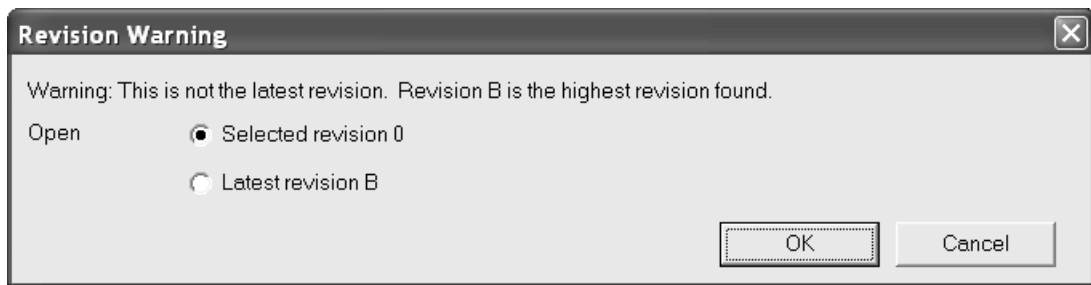 Revision Warning
Warning: This is not the latest revision. Revision B is the highest revision found.
Open Selected revision 0
Latest revision B
OK Cancel